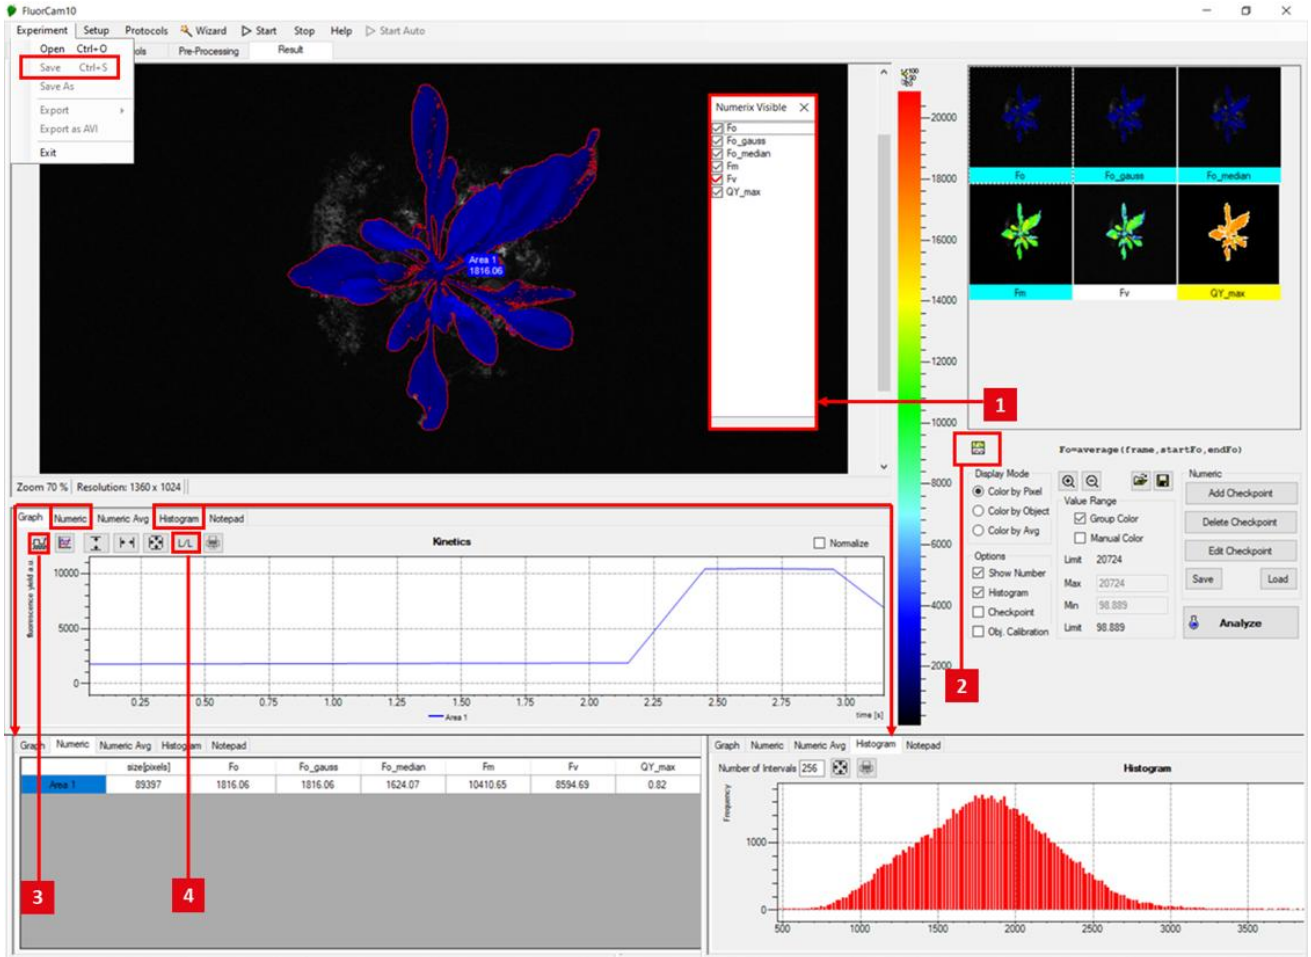 FluorCam10
Experiment Setup Protocols Wizard Start Stop Help Start Auto
Open Ctrl+O
Save Ctrl+S
Save As
Export
Export as AVI
Exit
ols Pre-Processing Result
Numerix Visible
Fo
Fo_gauss
Fo_median
Fm
Fv
QY_max
Area 1
1816.06
20000
18000
16000
14000
12000
10000
8000
6000
4000
2000
Fo Fo_gauss Fo_median
Fm Fv QY_max
1
2
Fo=average(frame,startFo,endFo)
Display Mode
Color by Pixel
Color by Object
Color by Avg
Options
Show Number
Histogram
Checkpoint
Obj. Calibration
Value Range
Group Color
Manual Color
Limit 20724
Max 20724
Min 98.889
Limit 98.889
Numeric
Add Checkpoint
Delete Checkpoint
Edit Checkpoint
Save Load
Analyze
Zoom 70 % Resolution: 1360 x 1024
Graph Numeric Numeric Avg Histogram Notepad
L/L
Kinetics
Normalize
fluorescence yield a.u.
10000
5000
0
0.25 0.50 0.75 1.00 1.25 1.50 1.75 2.00 2.25 2.50 2.75 3.00
time [s]
Area 1
Graph Numeric Numeric Avg Histogram Notepad
size[pixels] Fo Fo_gauss Fo_median Fm Fv QY_max
Area 1 89397 1816.06 1816.06 1624.07 10410.65 8594.69 0.82
3
4
Graph Numeric Numeric Avg Histogram Notepad
Number of Intervals 256
Histogram
Frequency
1000
0
500 1000 1500 2000 2500 3000 3500